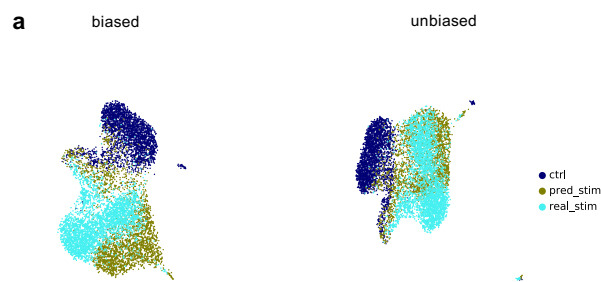 a
biased
unbiased
ctrl
pred_stim
real_stim